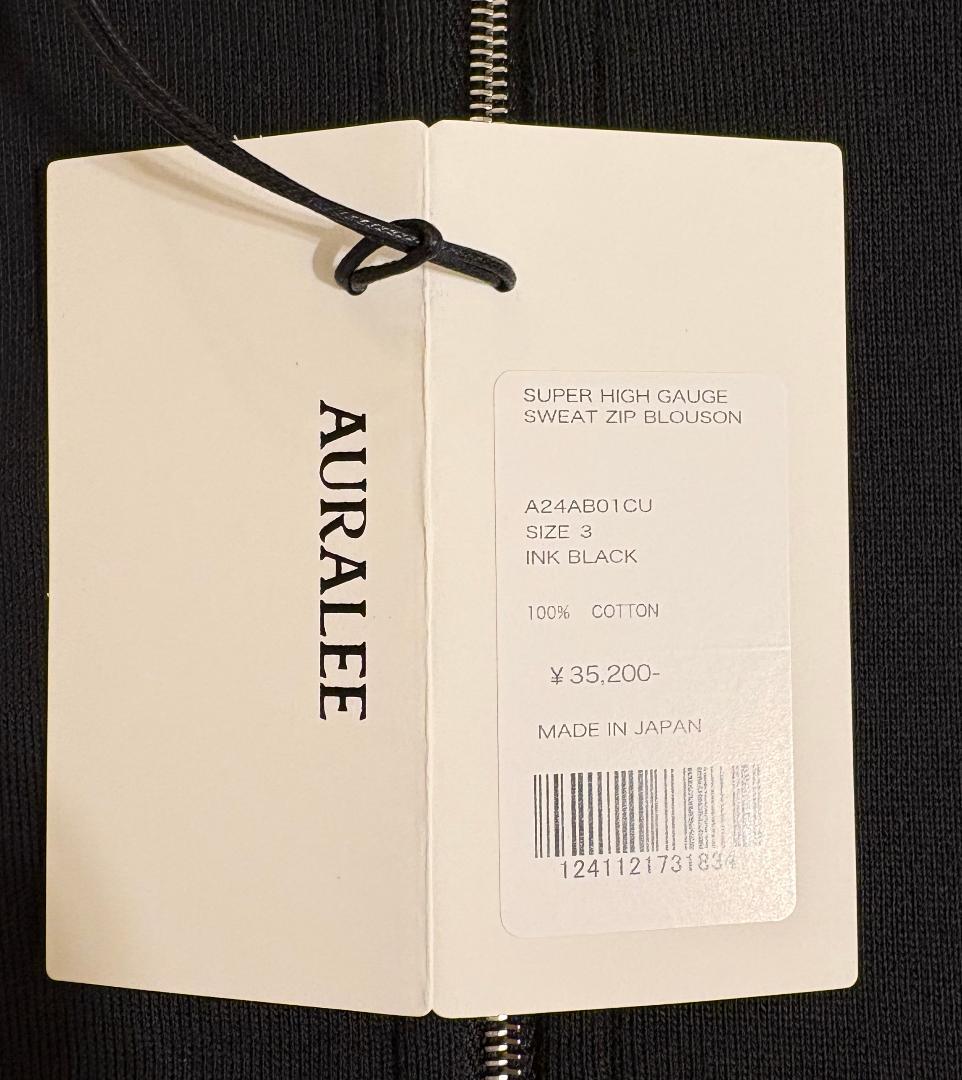 AURALEE
SUPER HIGH GAUGE
SWEAT ZIP BLOUSON
A24AB01CU
SIZE 3
INK BLACK
100% COTTON
¥35,200-
MADE IN JAPAN
1241121731834